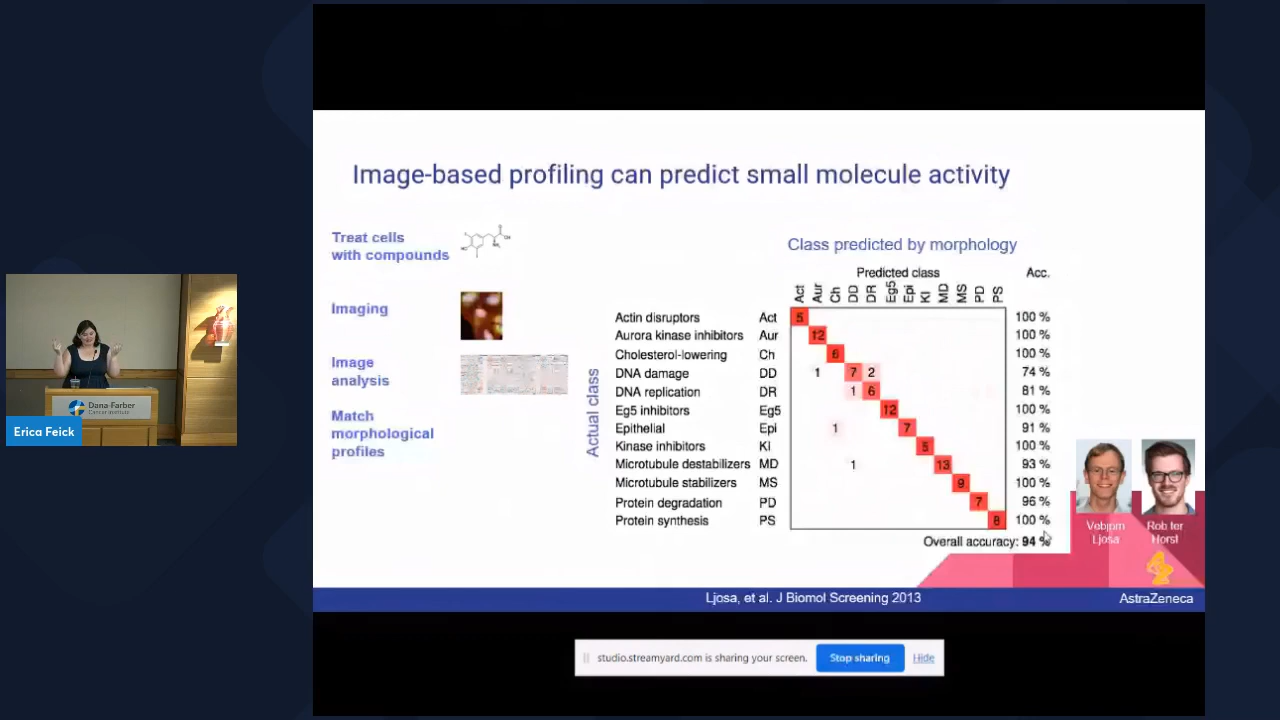 Image-based profiling can predict small molecule activity
Treat cells
with compounds
Imaging
Image
analysis
Match
morphological
profiles
Class predicted by morphology
Predicted class Acc.
Act Aur Ch DD DR Eg5 Epi KI MD MS PD PS
Actual class
Actin disruptors Act 5 100 %
Aurora kinase inhibitors Aur 12 100 %
Cholesterol-lowering Ch 6 100 %
DNA damage DD 1 7 2 74 %
DNA replication DR 1 6 81 %
Eg5 inhibitors Eg5 12 100 %
Epithelial Epi 1 7 91 %
Kinase inhibitors KI 5 100 %
Microtubule destabilizers MD 1 13 93 %
Microtubule stabilizers MS 9 100 %
Protein degradation PD 7 96 %
Protein synthesis PS 8 100 %
Overall accuracy: 94 %
Vebjorn
Ljosa
Rob ter
Horst
Ljosa, et al. J Biomol Screening 2013
AstraZeneca
Dana-Farber
Cancer Institute
Erica Feick
studio.streamyard.com is sharing your screen.
Stop sharing
Hide